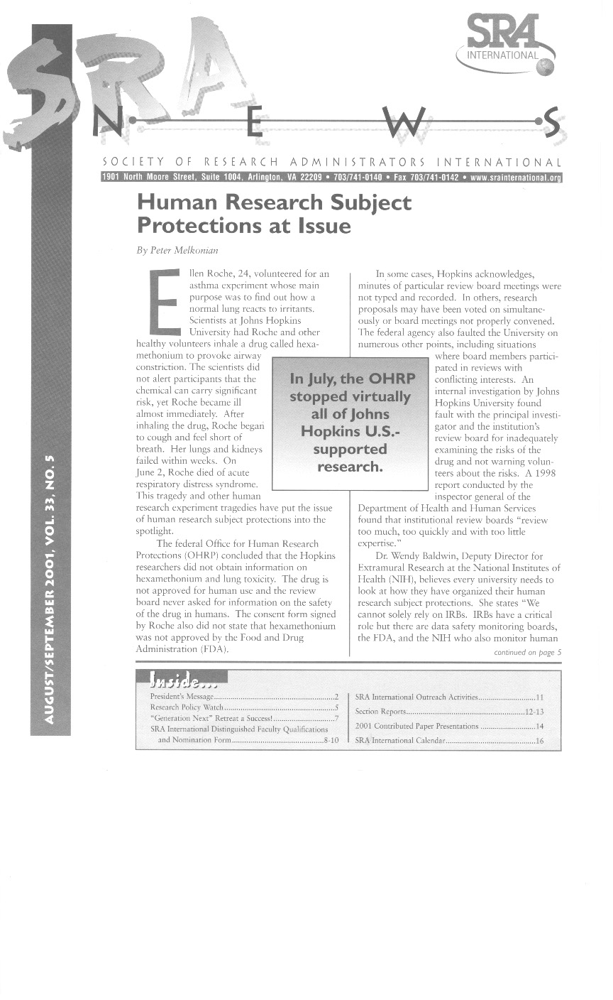 SRA
INTERNATIONAL
SRA
NEWS
SOCIETY OF RESEARCH ADMINISTRATORS INTERNATIONAL
1901 North Moore Street, Suite 1004, Arlington, VA 22209 • 703/741-0140 • Fax 703/741-0142 • www.srainternational.org
AUGUST/SEPTEMBER 2001, VOL. 33, NO. 5
Human Research Subject
Protections at Issue
By Peter Melkonian
Ellen Roche, 24, volunteered for an
asthma experiment whose main
purpose was to find out how a
normal lung reacts to irritants.
Scientists at Johns Hopkins
University had Roche and other
healthy volunteers inhale a drug called hexa-
methonium to provoke airway
constriction. The scientists did
not alert participants that the
chemical can carry significant
risk, yet Roche became ill
almost immediately. After
inhaling the drug, Roche began
to cough and feel short of
breath. Her lungs and kidneys
failed within weeks. On
June 2, Roche died of acute
respiratory distress syndrome.
This tragedy and other human
research experiment tragedies have put the issue
of human research subject protections into the
spotlight.
The federal Office for Human Research
Protections (OHRP) concluded that the Hopkins
researchers did not obtain information on
hexamethonium and lung toxicity. The drug is
not approved for human use and the review
board never asked for information on the safety
of the drug in humans. The consent form signed
by Roche also did not state that hexamethonium
was not approved by the Food and Drug
Administration (FDA).
In July, the OHRP
stopped virtually
all of Johns
Hopkins U.S.-
supported
research.
In some cases, Hopkins acknowledges,
minutes of particular review board meetings were
not typed and recorded. In others, research
proposals may have been voted on simultane-
ously or board meetings not properly convened.
The federal agency also faulted the University on
numerous other points, including situations
where board members partici-
pated in reviews with
conflicting interests. An
internal investigation by Johns
Hopkins University found
fault with the principal investi-
gator and the institution's
review board for inadequately
examining the risks of the
drug and not warning volun-
teers about the risks. A 1998
report conducted by the
inspector general of the
Department of Health and Human Services
found that institutional review boards "review
too much, too quickly and with too little
expertise."
Dr. Wendy Baldwin, Deputy Director for
Extramural Research at the National Institutes of
Health (NIH), believes every university needs to
look at how they have organized their human
research subject protections. She states "We
cannot solely rely on IRBs. IRBs have a critical
role but there are data safety monitoring boards,
the FDA, and the NIH who also monitor human
continued on page 5
Inside...
President's Message...2
Research Policy Watch...5
"Generation Next" Retreat a Success!...7
SRA International Distinguished Faculty Qualifications
and Nomination Form...8-10
SRA International Outreach Activities...11
Section Reports...12-13
2001 Contributed Paper Presentations...14
SRA International Calendar...16